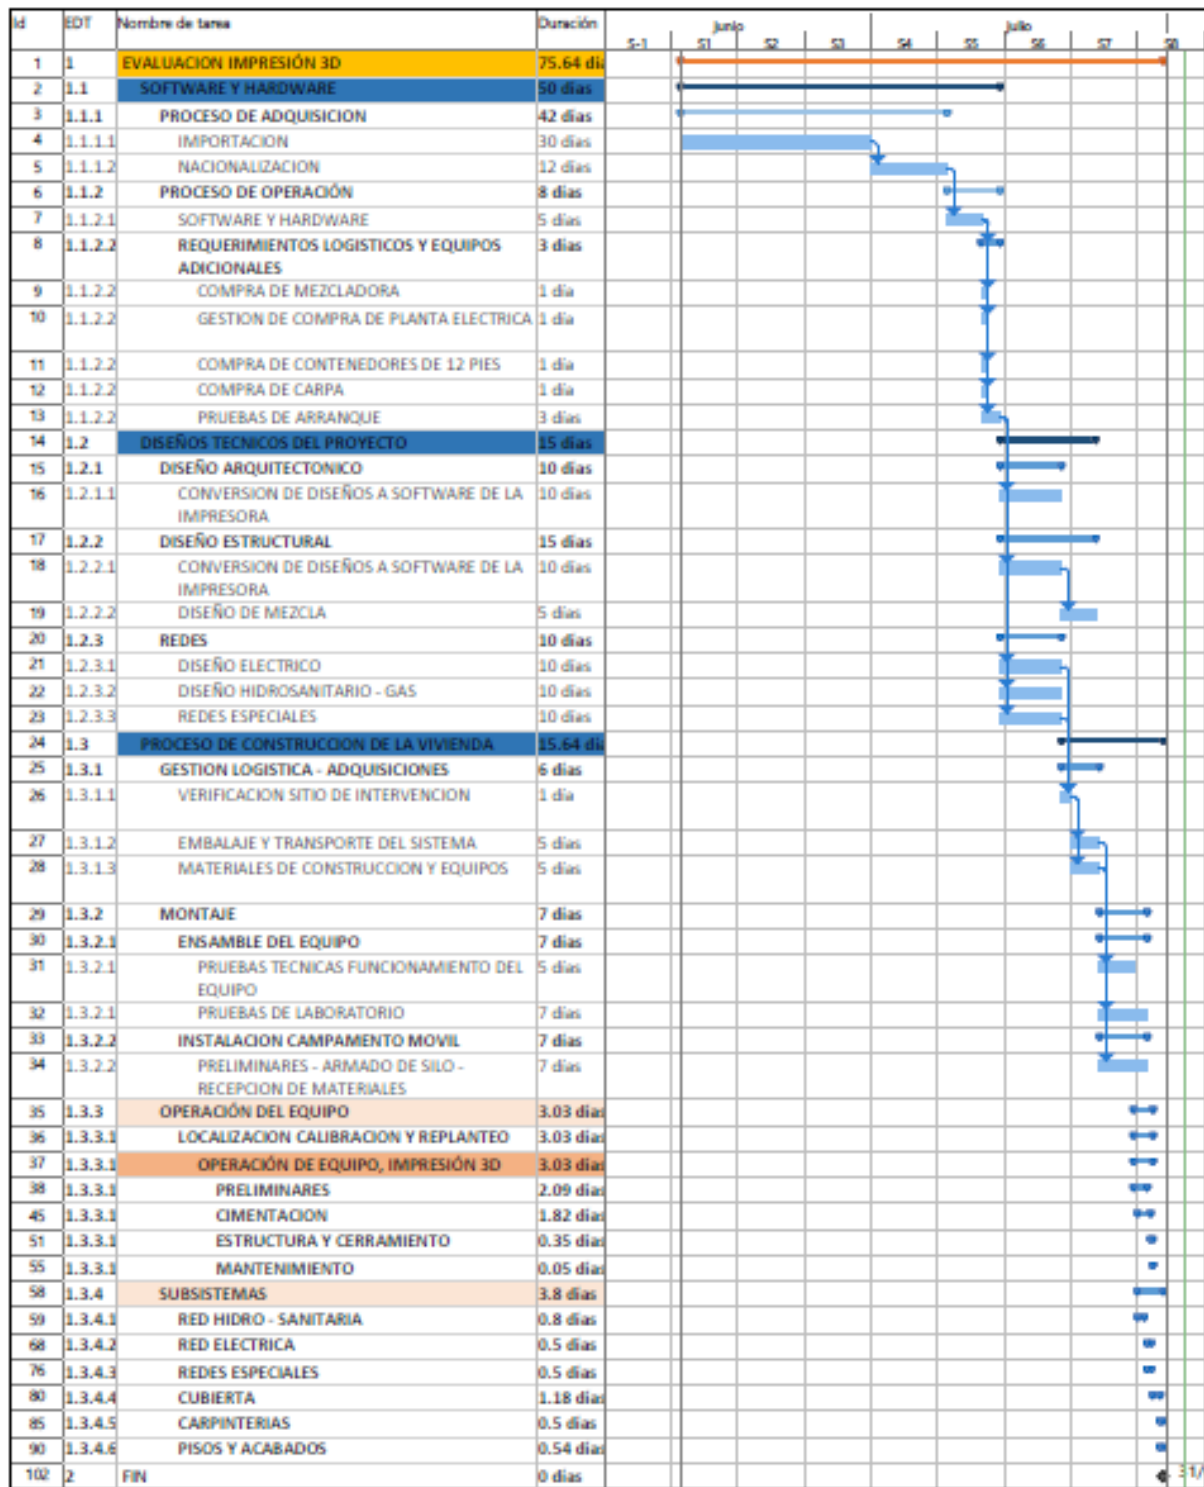 Id EDT Nombre de tarea Duración junio julio
S-1 S1 S2 S3 S4 S5 S6 S7 S8
1 1 EVALUACION IMPRESIÓN 3D 75.64 día
2 1.1 SOFTWARE Y HARDWARE 50 días
3 1.1.1 PROCESO DE ADQUISICION 42 días
4 1.1.1.1 IMPORTACION 30 días
5 1.1.1.2 NACIONALIZACION 12 días
6 1.1.2 PROCESO DE OPERACIÓN 8 días
7 1.1.2.1 SOFTWARE Y HARDWARE 5 días
8 1.1.2.2 REQUERIMIENTOS LOGISTICOS Y EQUIPOS 3 días
ADICIONALES
9 1.1.2.2 COMPRA DE MEZCLADORA 1 día
10 1.1.2.2 GESTION DE COMPRA DE PLANTA ELECTRICA 1 día
11 1.1.2.2 COMPRA DE CONTENEDORES DE 12 PIES 1 día
12 1.1.2.2 COMPRA DE CARPA 1 día
13 1.1.2.2 PRUEBAS DE ARRANQUE 3 días
14 1.2 DISEÑOS TECNICOS DEL PROYECTO 15 días
15 1.2.1 DISEÑO ARQUITECTONICO 10 días
16 1.2.1.1 CONVERSION DE DISEÑOS A SOFTWARE DE LA 10 días
IMPRESORA
17 1.2.2 DISEÑO ESTRUCTURAL 15 días
18 1.2.2.1 CONVERSION DE DISEÑOS A SOFTWARE DE LA 10 días
IMPRESORA
19 1.2.2.2 DISEÑO DE MEZCLA 5 días
20 1.2.3 REDES 10 días
21 1.2.3.1 DISEÑO ELECTRICO 10 días
22 1.2.3.2 DISEÑO HIDROSANITARIO - GAS 10 días
23 1.2.3.3 REDES ESPECIALES 10 días
24 1.3 PROCESO DE CONSTRUCCION DE LA VIVIENDA 15.64 día
25 1.3.1 GESTION LOGISTICA - ADQUISICIONES 6 días
26 1.3.1.1 VERIFICACION SITIO DE INTERVENCION 1 día
27 1.3.1.2 EMBALAJE Y TRANSPORTE DEL SISTEMA 5 días
28 1.3.1.3 MATERIALES DE CONSTRUCCION Y EQUIPOS 5 días
29 1.3.2 MONTAJE 7 días
30 1.3.2.1 ENSAMBLE DEL EQUIPO 7 días
31 1.3.2.1 PRUEBAS TECNICAS FUNCIONAMIENTO DEL 5 días
EQUIPO
32 1.3.2.1 PRUEBAS DE LABORATORIO 7 días
33 1.3.2.2 INSTALACION CAMPAMENTO MOVIL 7 días
34 1.3.2.2 PRELIMINARES - ARMADO DE SILO - 7 días
RECEPCION DE MATERIALES
35 1.3.3 OPERACIÓN DEL EQUIPO 3.03 días
36 1.3.3.1 LOCALIZACION CALIBRACION Y REPLANTEO 3.03 días
37 1.3.3.1 OPERACIÓN DE EQUIPO, IMPRESIÓN 3D 3.03 días
38 1.3.3.1 PRELIMINARES 2.09 días
45 1.3.3.1 CIMENTACION 1.82 días
51 1.3.3.1 ESTRUCTURA Y CERRAMIENTO 0.35 días
55 1.3.3.1 MANTENIMIENTO 0.05 días
58 1.3.4 SUBSISTEMAS 3.8 días
59 1.3.4.1 RED HIDRO - SANITARIA 0.8 días
68 1.3.4.2 RED ELECTRICA 0.5 días
76 1.3.4.3 REDES ESPECIALES 0.5 días
80 1.3.4.4 CUBIERTA 1.18 días
85 1.3.4.5 CARPINTERIAS 0.5 días
90 1.3.4.6 PISOS Y ACABADOS 0.54 días
102 2 FIN 0 días 31/